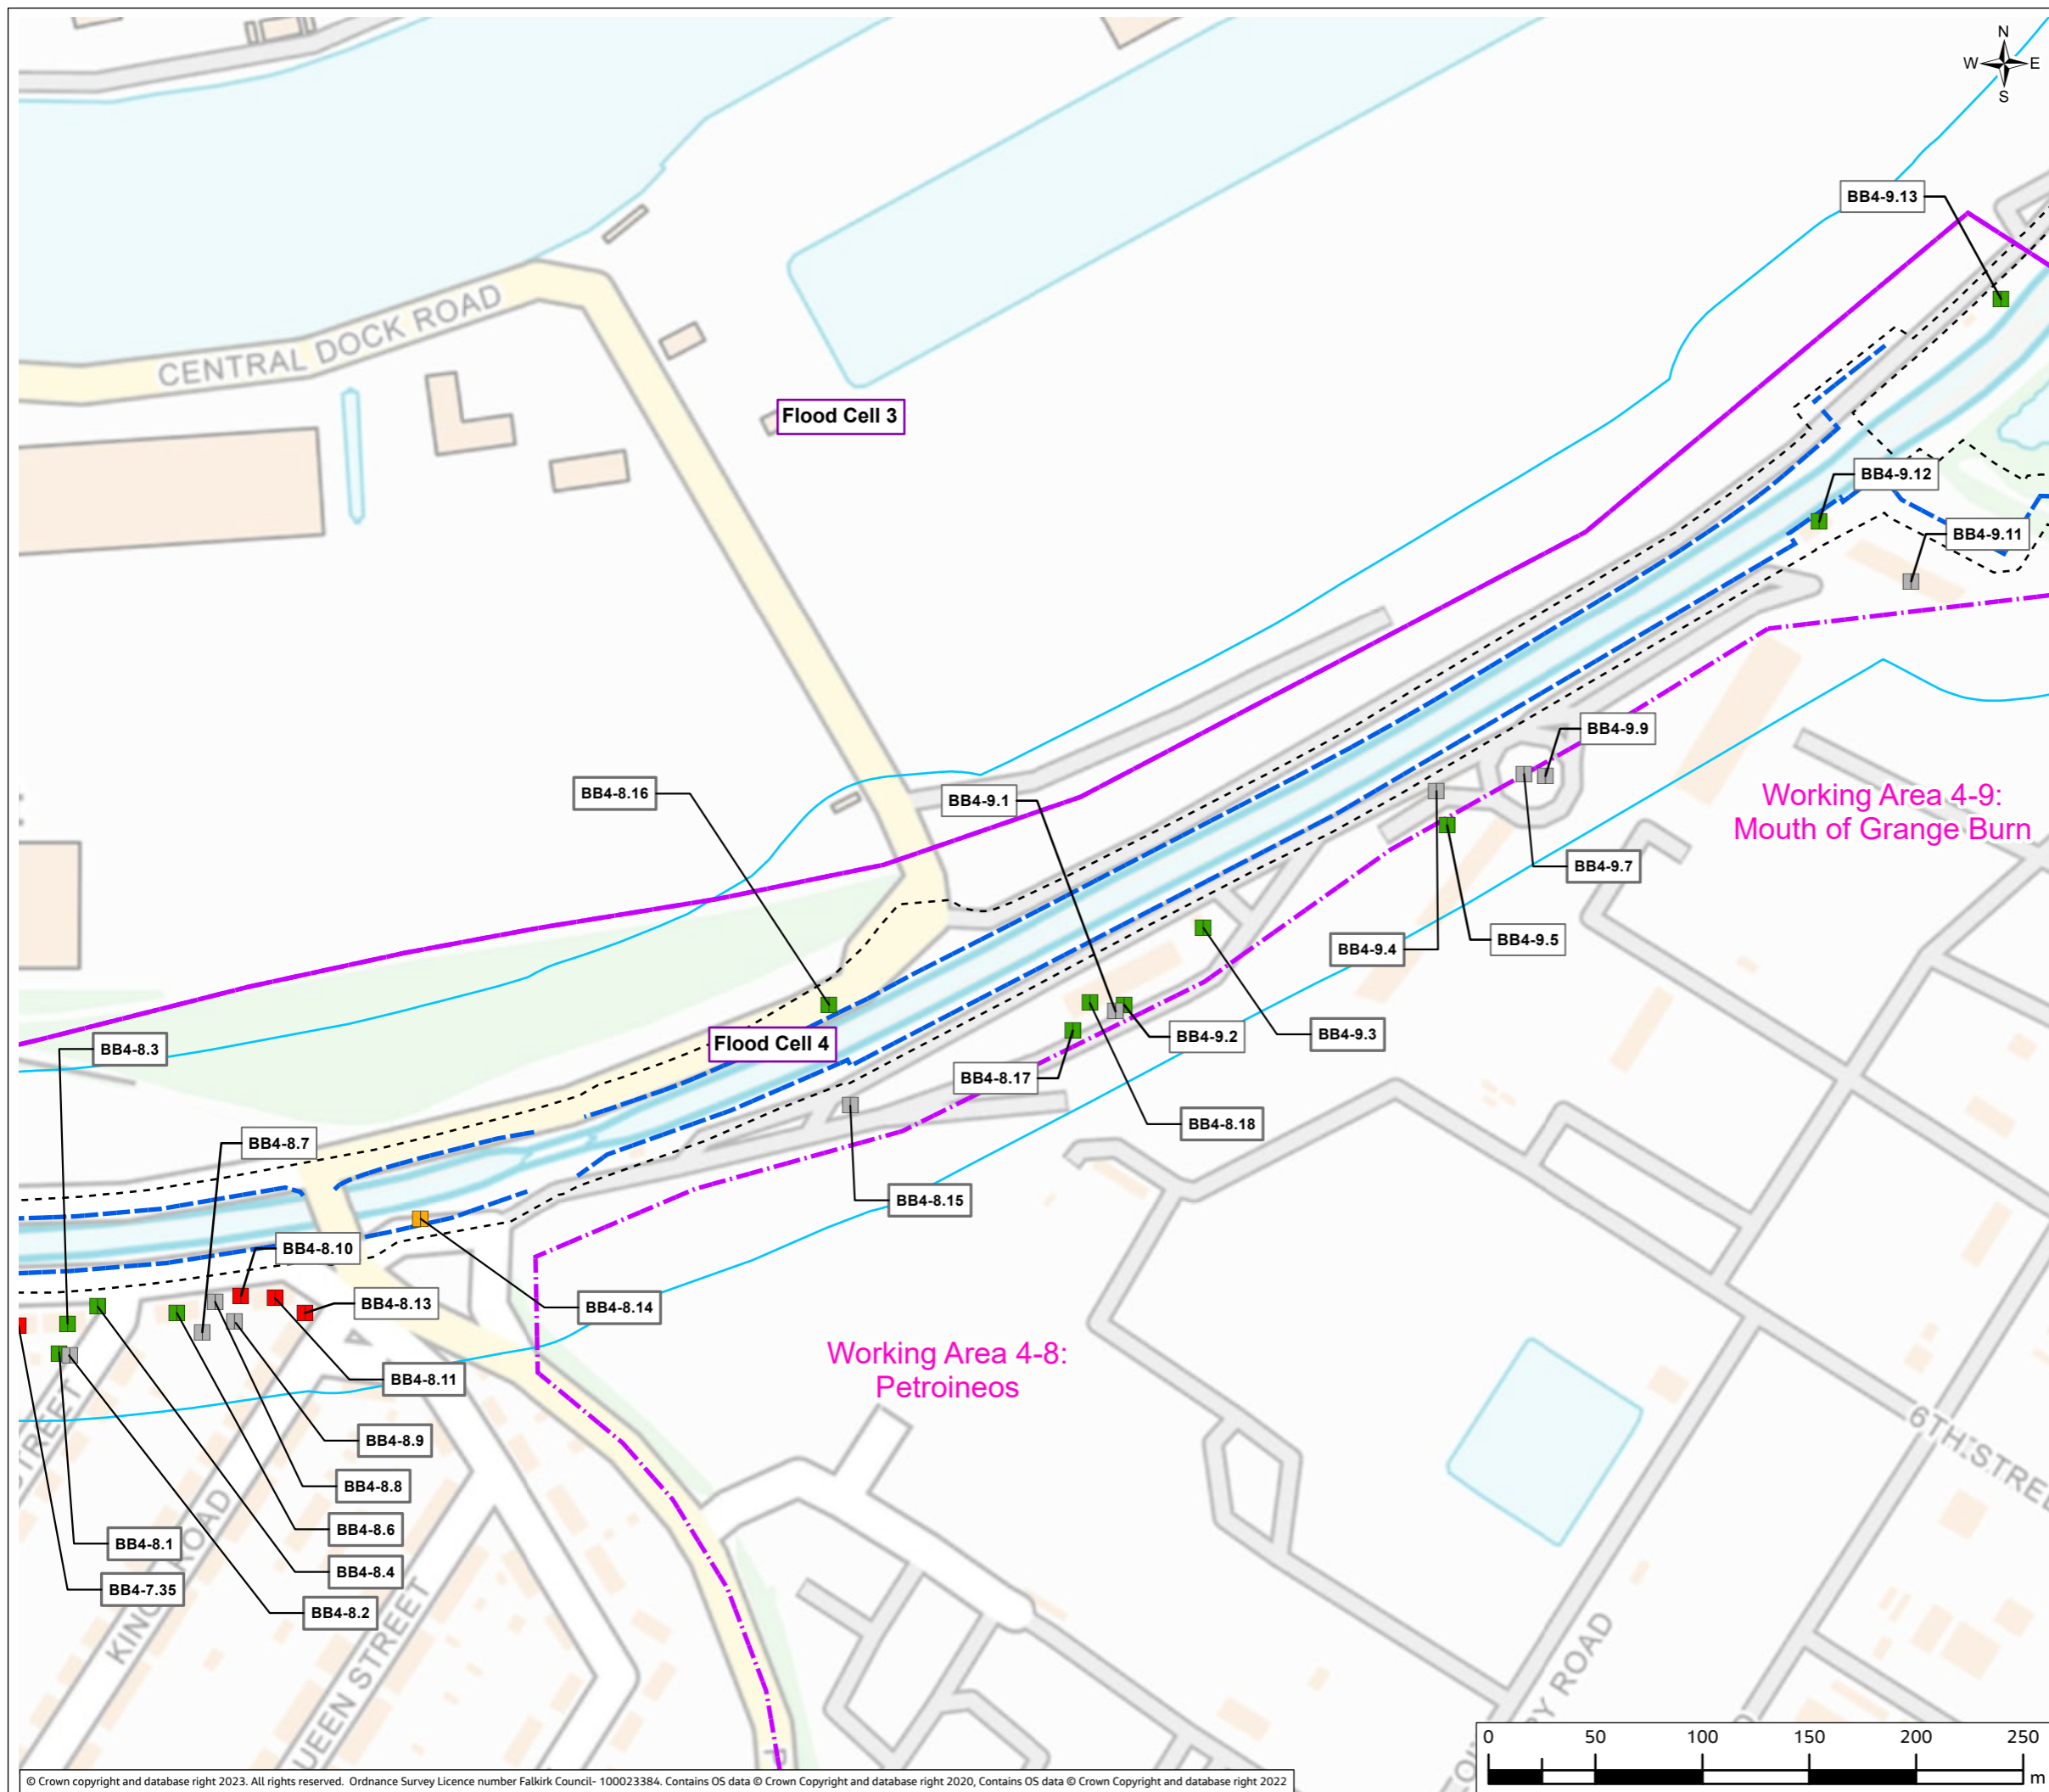 N
W E
S
BB4-9.13
CENTRAL DOCK ROAD
Flood Cell 3
BB4-9.12
BB4-9.11
BB4-9.9
BB4-8.16
BB4-9.1
Working Area 4-9:
Mouth of Grange Burn
BB4-9.7
BB4-9.4
BB4-9.5
BB4-9.3
BB4-9.2
Flood Cell 4
BB4-8.3
BB4-8.17
BB4-8.18
BB4-8.7
BB4-8.15
BB4-8.10
BB4-8.13
BB4-8.14
Working Area 4-8:
Petroineos
BB4-8.11
STREET
6TH STREE
BB4-8.9
BB4-8.8
BB4-8.6
BB4-8.1
BB4-8.4
BB4-7.35
BB4-8.2
ROAD
UEEN STREET
RY ROAD
0 50 100 150 200 250
m
© Crown copyright and database right 2023. All rights reserved. Ordnance Survey Licence number Falkirk Council- 100023384. Contains OS data © Crown Copyright and database right 2020, Contains OS data © Crown Copyright and database right 2022